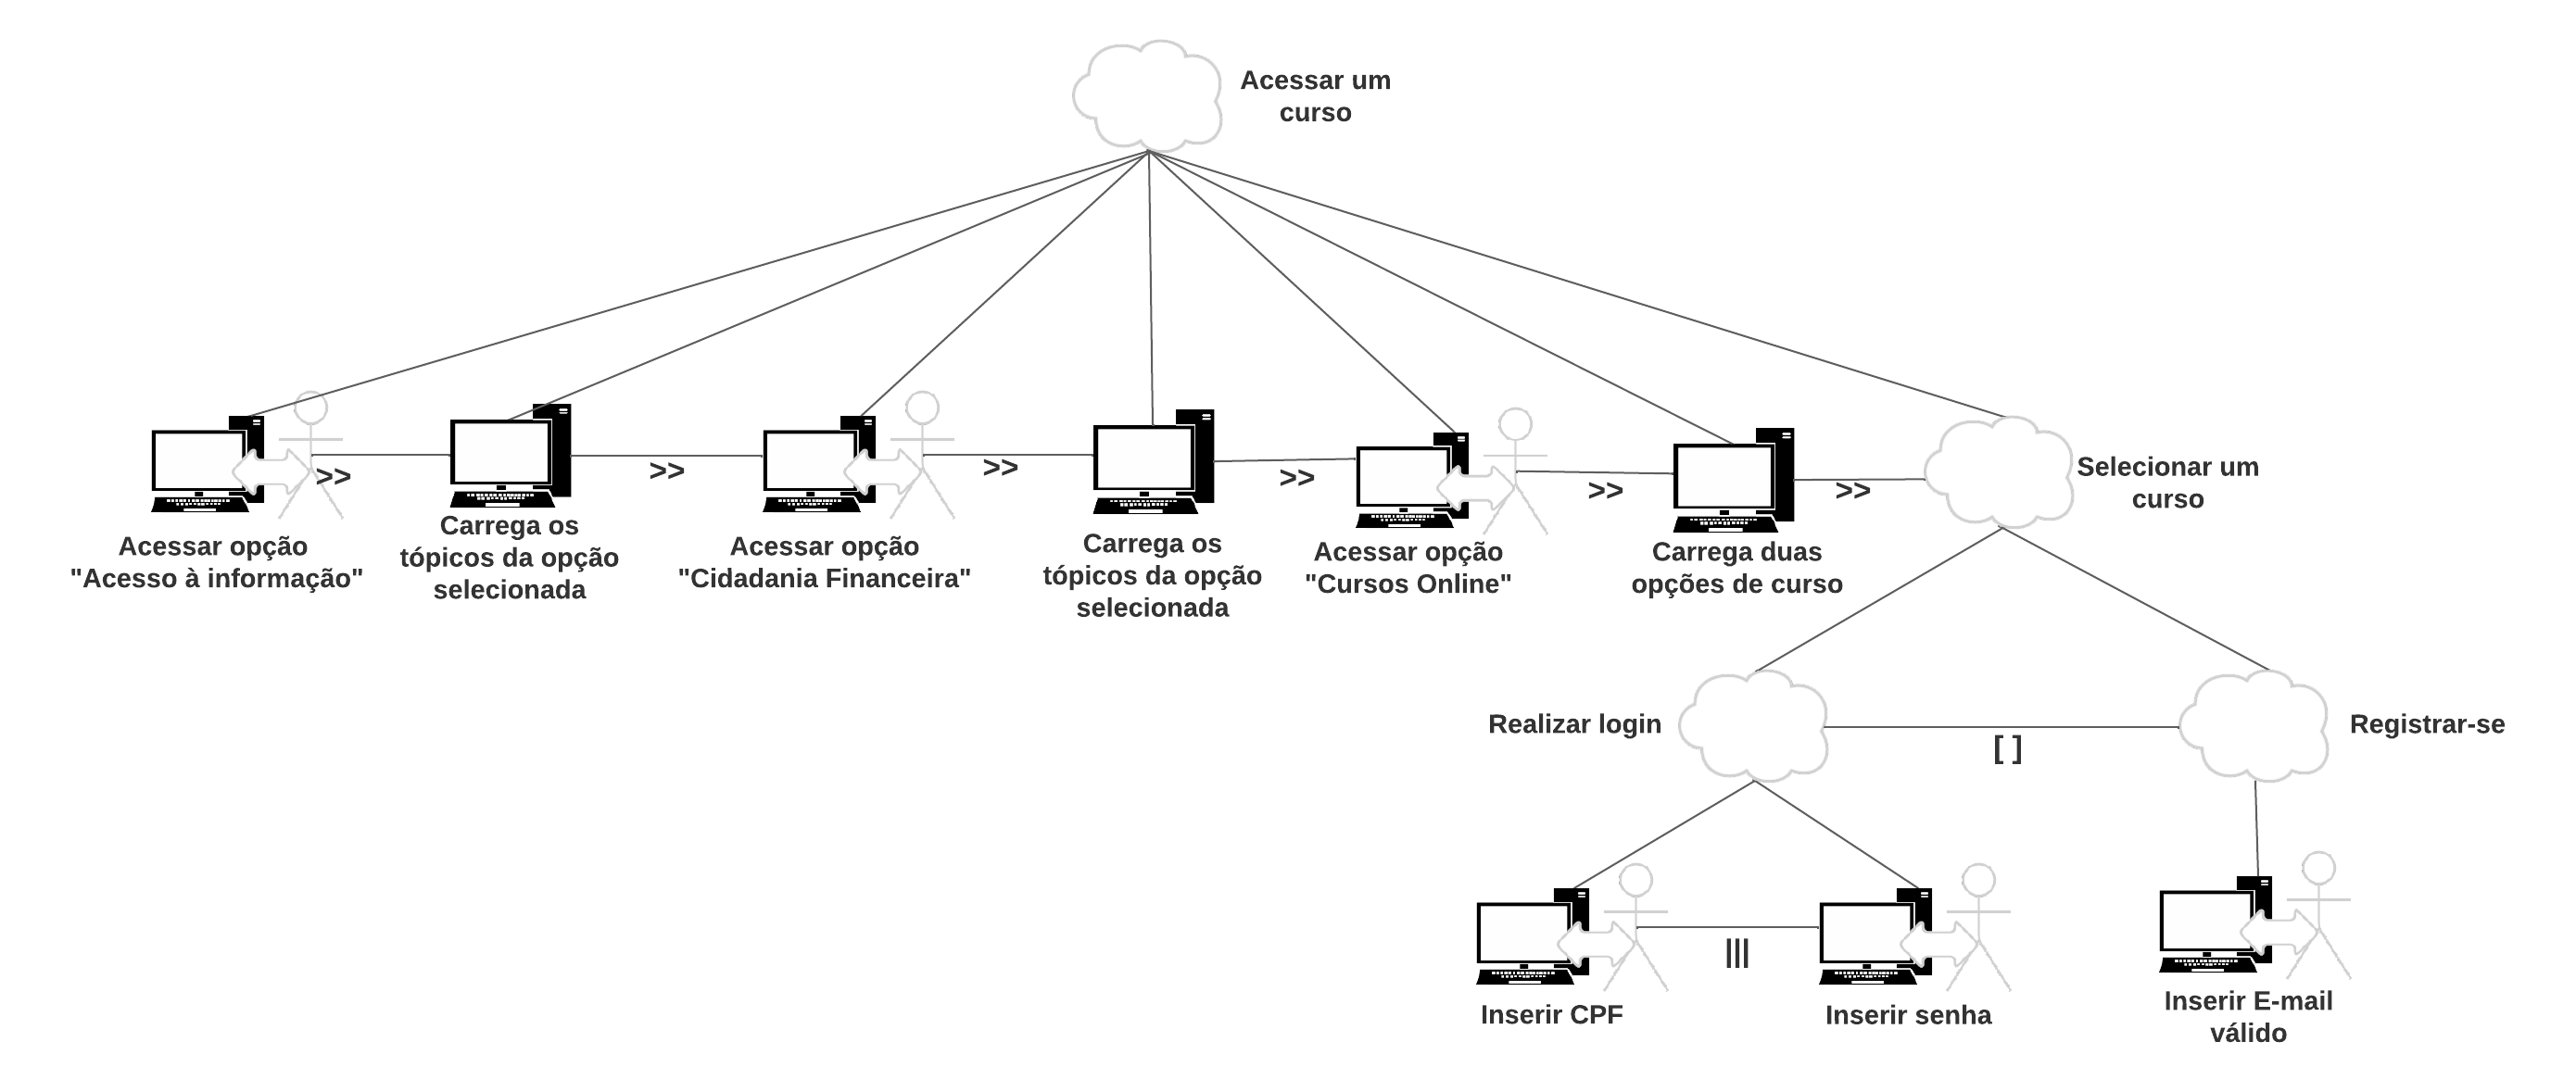 Acessar um
curso
>>
>>
>>
>>
>>
>>
Acessar opção
"Acesso à informação"
Carrega os
tópicos da opção
selecionada
Acessar opção
"Cidadania Financeira"
Carrega os
tópicos da opção
selecionada
Acessar opção
"Cursos Online"
Carrega duas
opções de curso
Selecionar um
curso
Realizar login
[ ]
Registrar-se
|||
Inserir CPF
Inserir senha
Inserir E-mail
válido